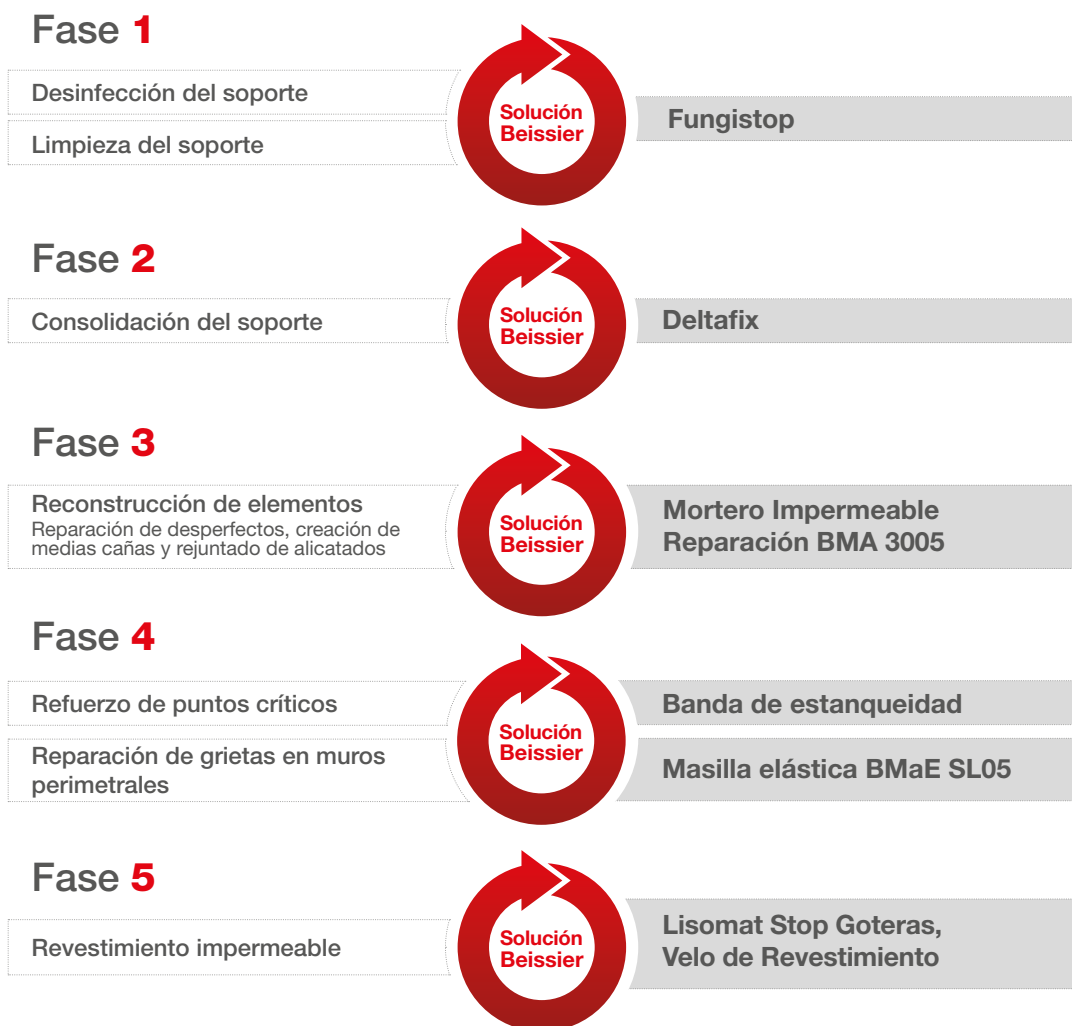 Fase 1
Desinfección del soporte
Limpieza del soporte
Solución
Beissier
Fungistop
Fase 2
Consolidación del soporte
Solución
Beissier
Deltafix
Fase 3
Reconstrucción de elementos
Reparación de desperfectos, creación de
medias cañas y rejuntado de alicatados
Solución
Beissier
Mortero Impermeable
Reparación BMA 3005
Fase 4
Refuerzo de puntos críticos
Reparación de grietas en muros
perimetrales
Solución
Beissier
Banda de estanqueidad
Masilla elástica BMaE SL05
Fase 5
Revestimiento impermeable
Solución
Beissier
Lisomat Stop Goteras,
Velo de Revestimiento